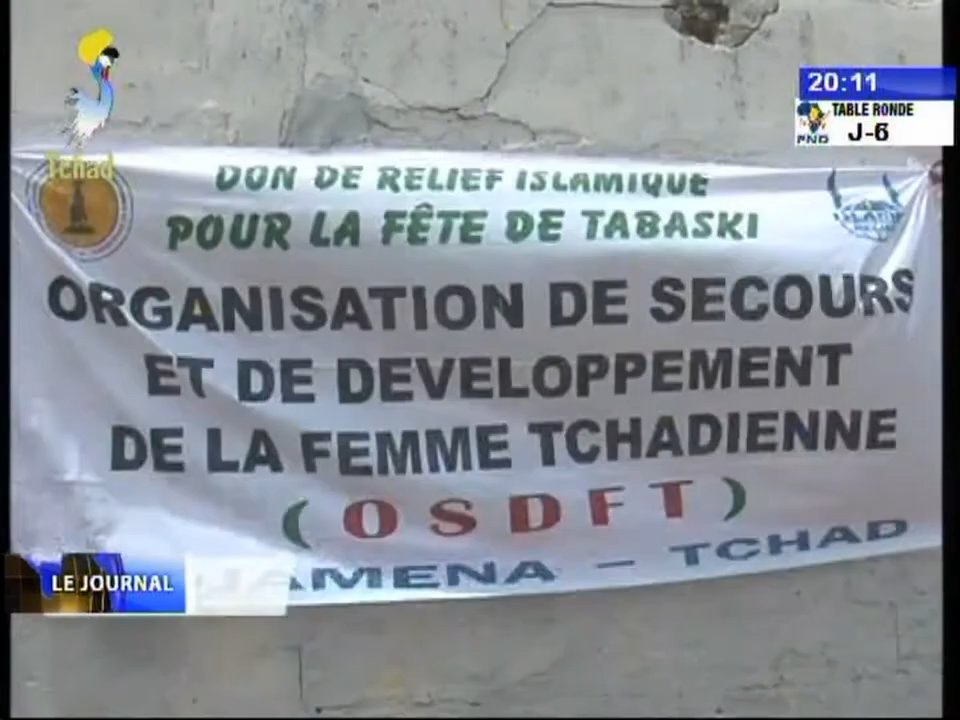 20:11
TABLE RONDE
J-6
PND
Tchad
DON DE RELIEF ISLAMIQUE
POUR LA FÊTE DE TABASKI
ORGANISATION DE SECOURS
ET DE DEVELOPPEMENT
DE LA FEMME TCHADIENNE
(OSDFT)
JAMENA - TCHAD
LE JOURNAL